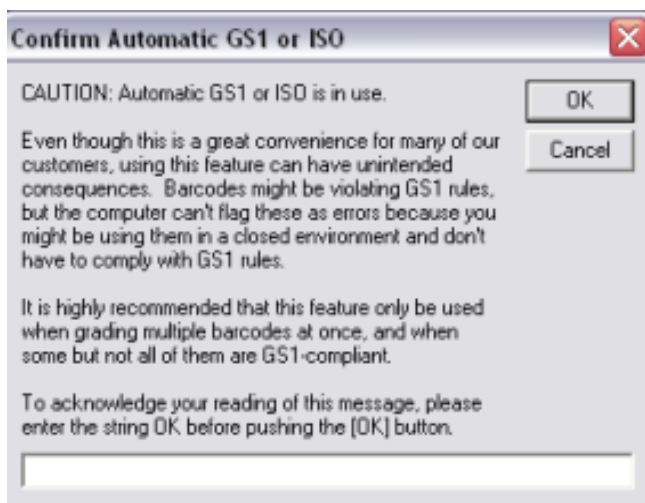 Confirm Automatic GS1 or ISO
CAUTION: Automatic GS1 or ISO is in use.
OK
Even though this is a great convenience for many of our
Cancel
customers, using this feature can have unintended
consequences. Barcodes might be violating GS1 rules,
but the computer can't flag these as errors because you
might be using them in a closed environment and don't
have to comply with GS1 rules.
It is highly recommended that this feature only be used
when grading multiple barcodes at once, and when
some but not all of them are GS1-compliant.
To acknowledge your reading of this message, please
enter the string OK before pushing the [OK] button.